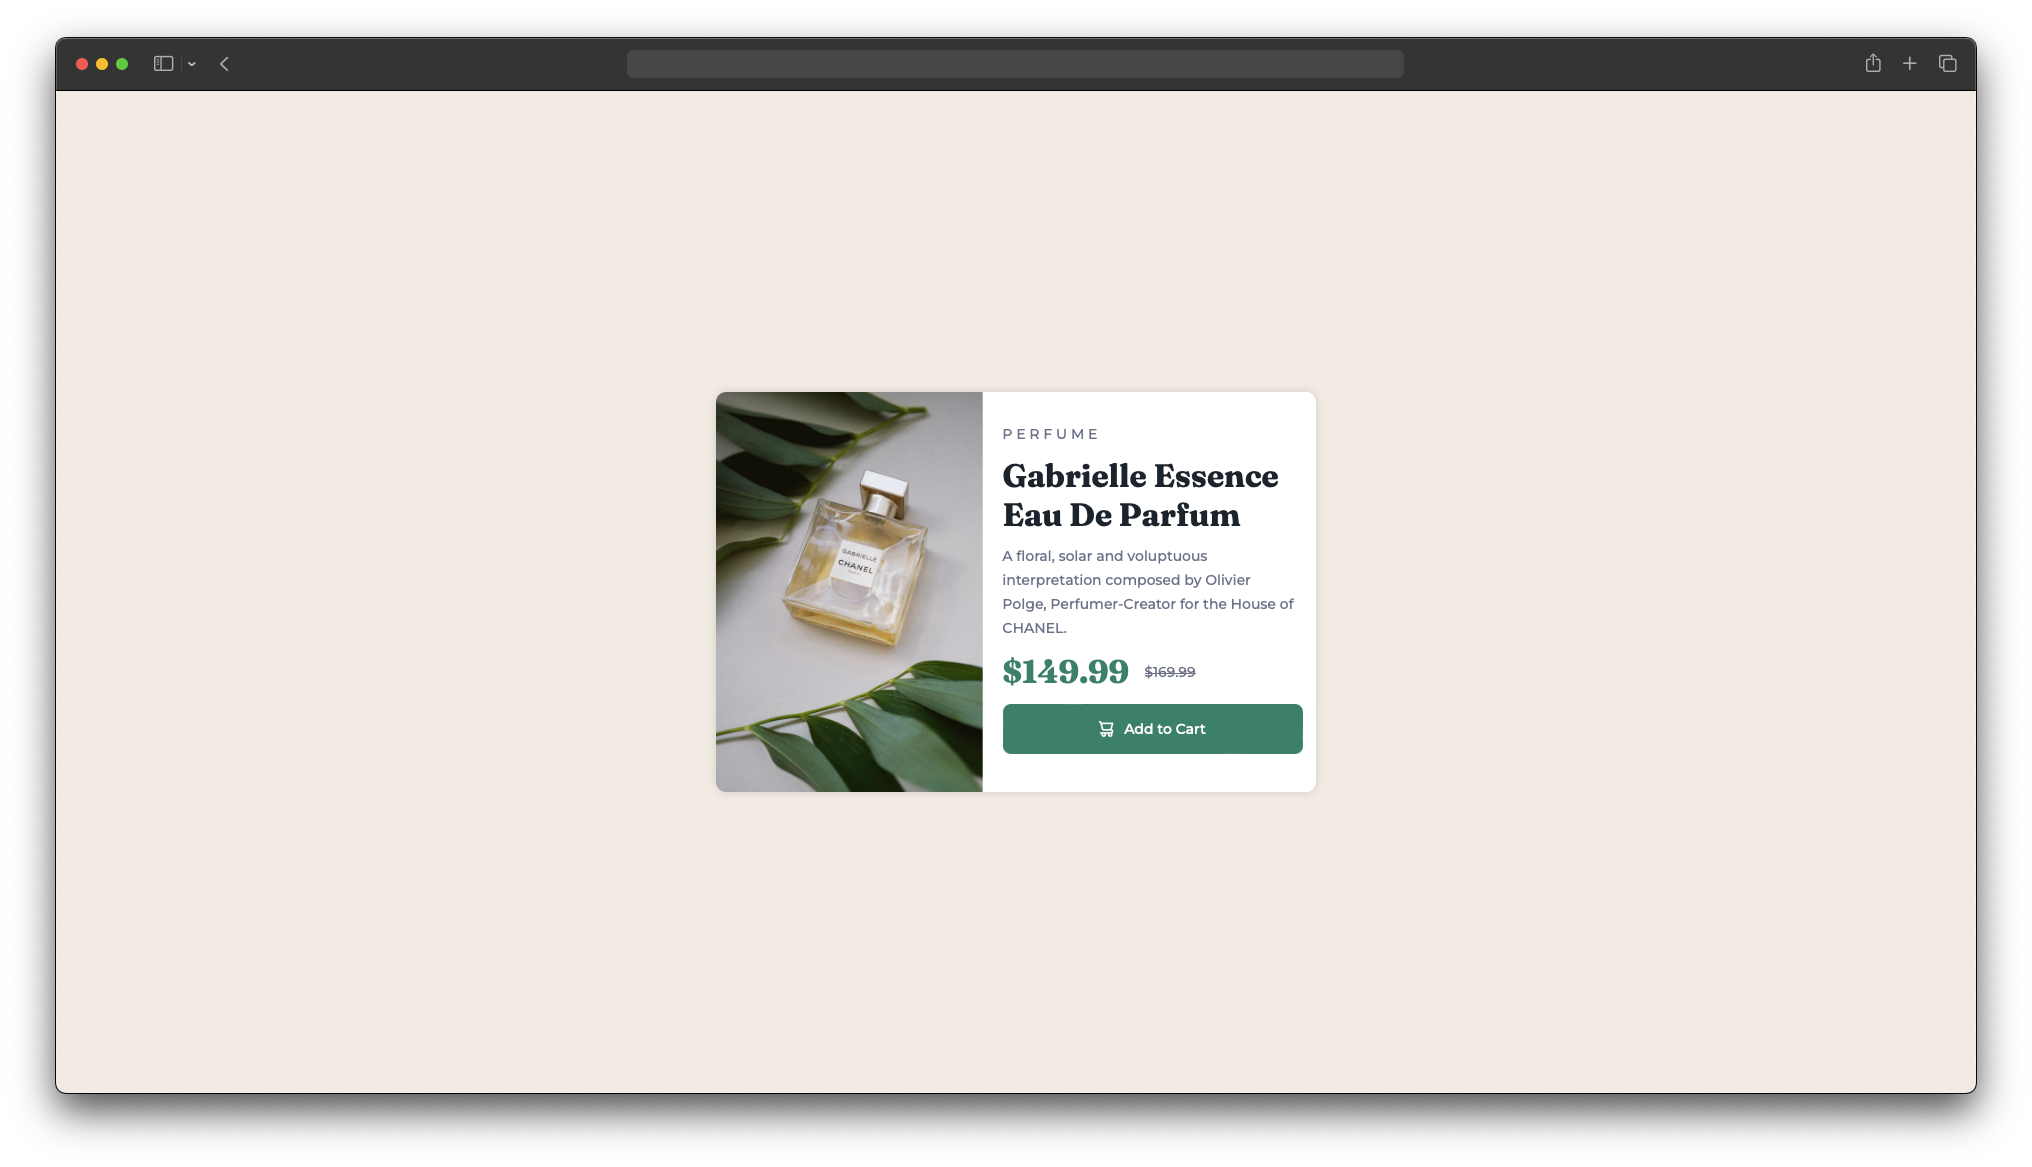 GABRIELLE
CHANEL
PARIS
PERFUME
Gabrielle Essence
Eau De Parfum
A floral, solar and voluptuous
interpretation composed by Olivier
Polge, Perfumer-Creator for the House of
CHANEL.
$149.99 $169.99
Add to Cart